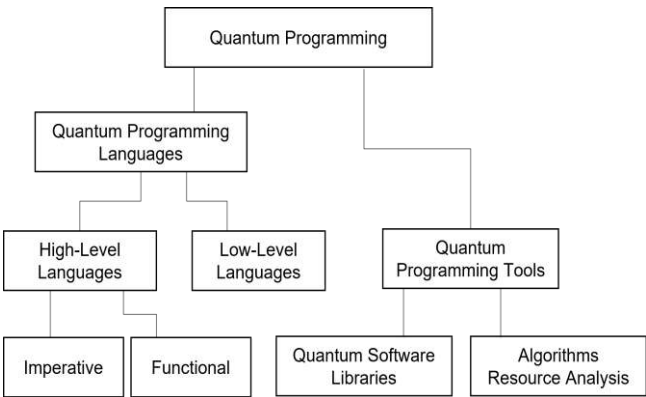 Quantum Programming
Quantum Programming
Languages
High-Level
Languages
Low-Level
Languages
Quantum
Programming Tools
Imperative
Functional
Quantum Software
Libraries
Algorithms
Resource Analysis